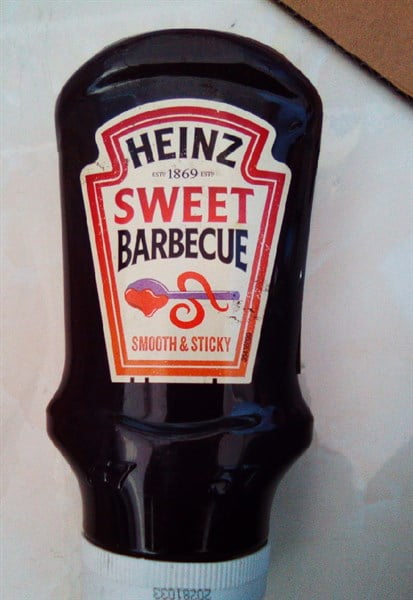 HEINZ
ESTD 1869 ESTD
SWEET
BARBECUE
SMOOTH & STICKY